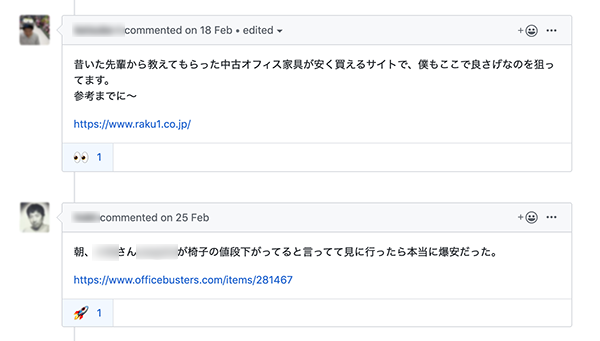 commented on 18 Feb • edited
昔いた先輩から教えてもらった中古オフィス家具が安く買えるサイトで、僕もここで良さげなのを狙っ
てます。
参考までに〜
https://www.raku1.co.jp/
👀 1
commented on 25 Feb
朝、 さん が椅子の値段下がってると言ってて見に行ったら本当に爆安だった。
https://www.officebusters.com/items/281467
🚀 1